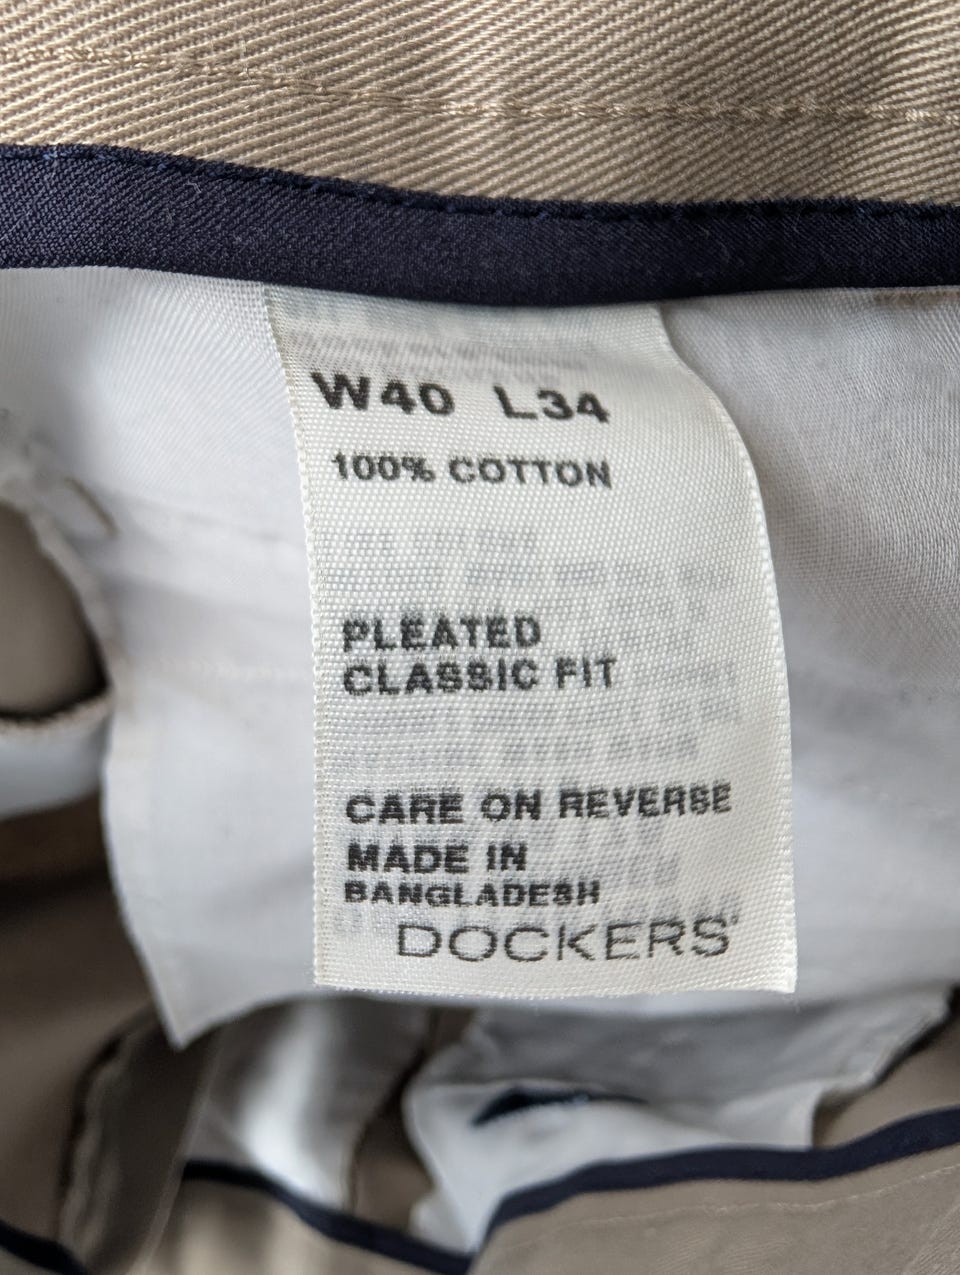 W40 L34
100% COTTON
PLEATED
CLASSIC FIT
CARE ON REVERSE
MADE IN
BANGLADESH
DOCKERS